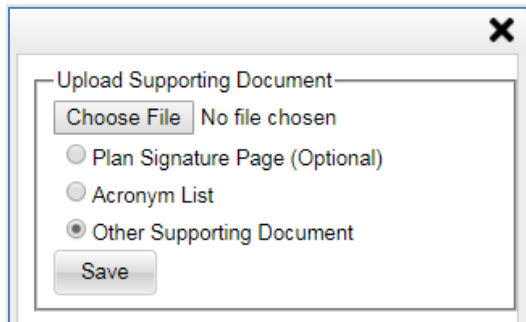 Upload Supporting Document
Choose File No file chosen
Plan Signature Page (Optional)
Acronym List
Other Supporting Document
Save